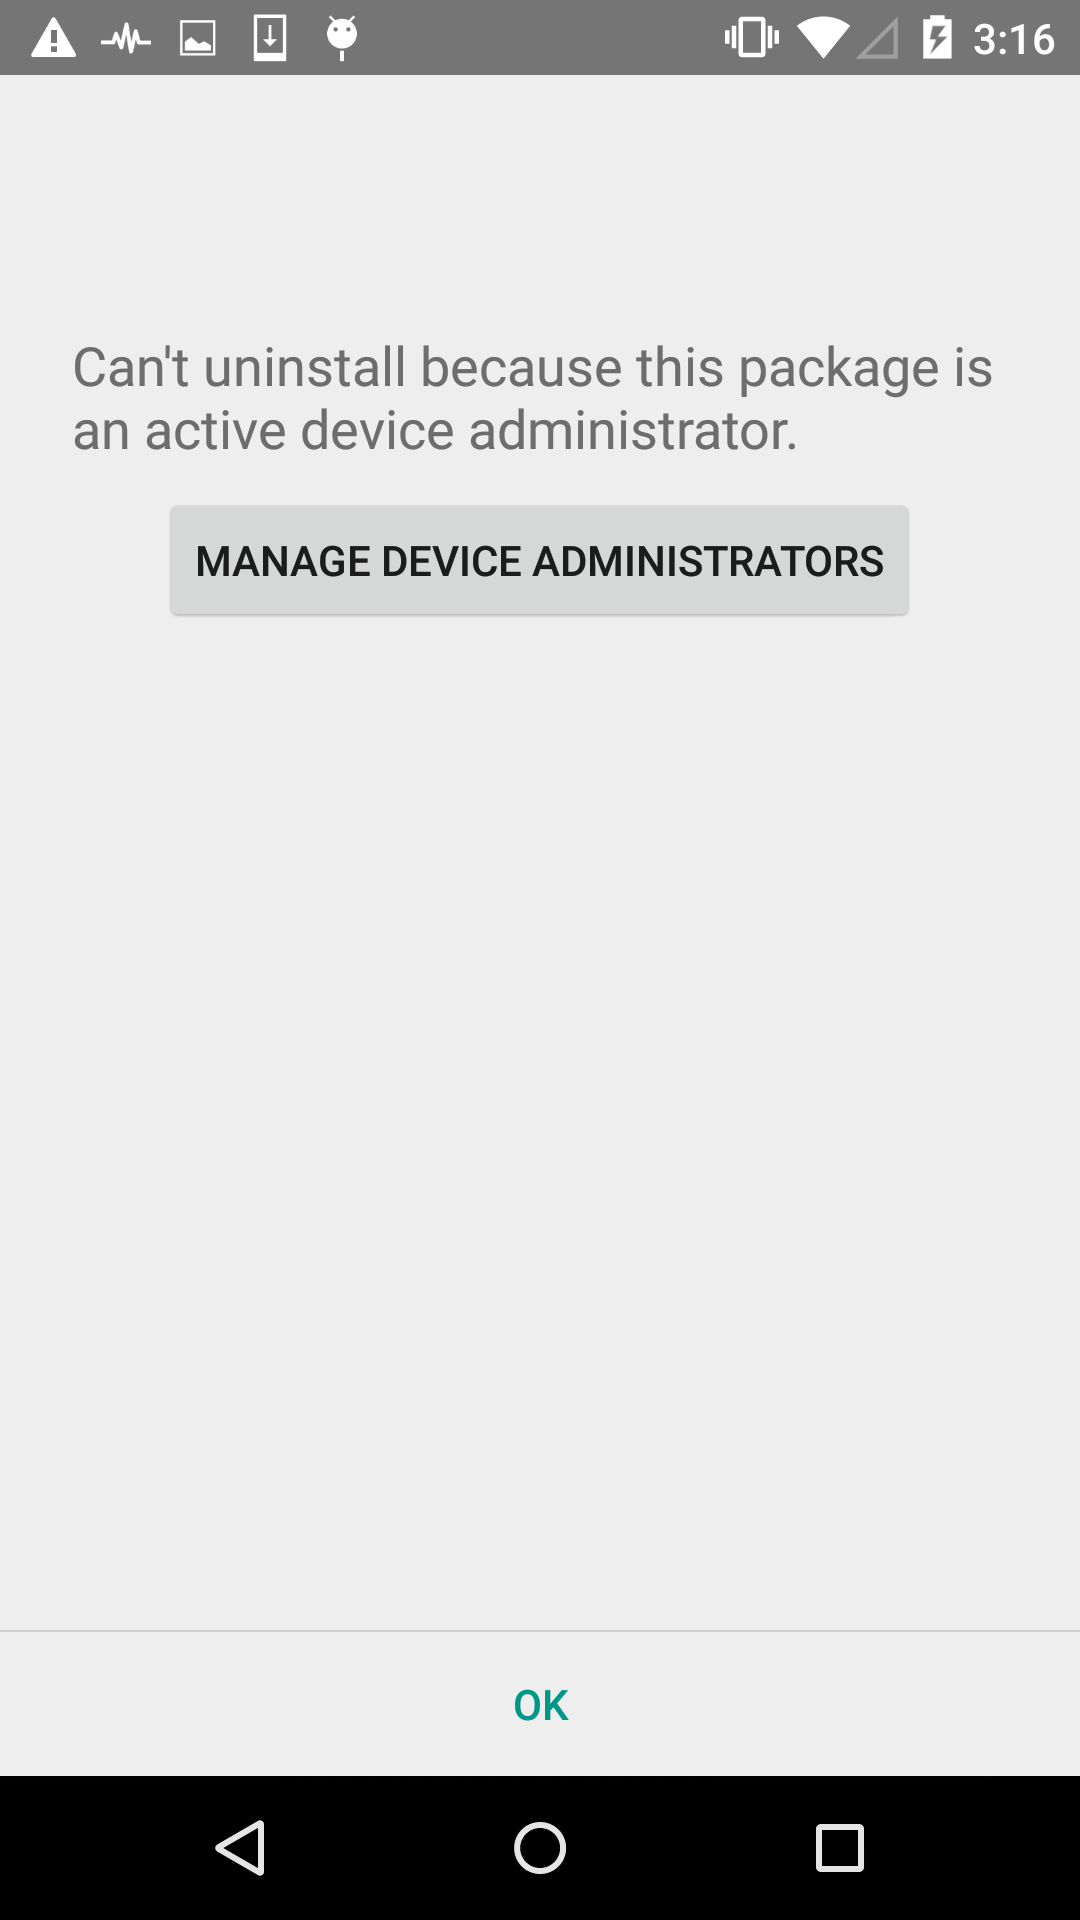 3:16
Can't uninstall because this package is
an active device administrator.
MANAGE DEVICE ADMINISTRATORS
OK